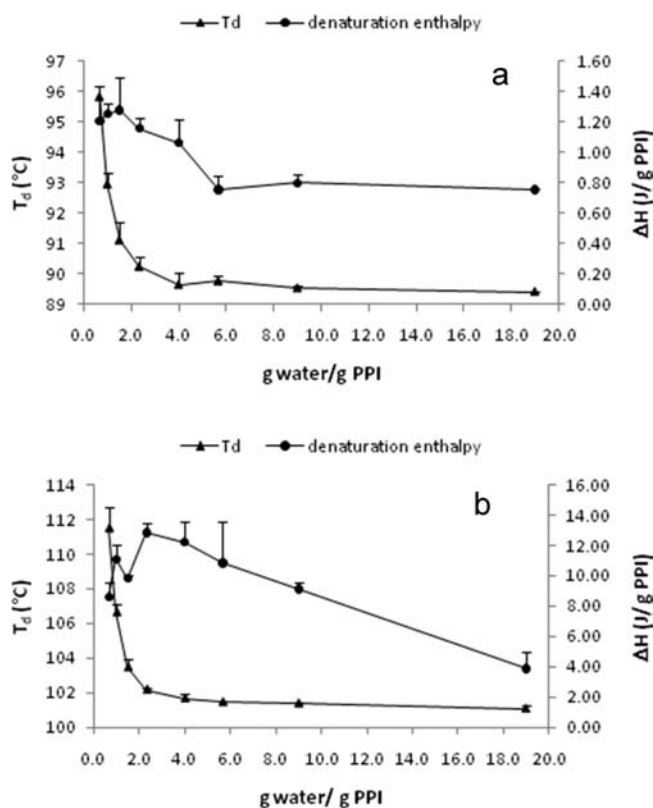 Td denaturation enthalpy
a
97 1.60
96 1.40
95 1.20
94 1.00
93 0.80
92 0.60
91 0.40
90 0.20
89 0.00
Td (°C)
ΔH (J/ g PPI)
0.0 2.0 4.0 6.0 8.0 10.0 12.0 14.0 16.0 18.0 20.0
g water/g PPI
Td denaturation enthalpy
b
114 16.00
112 14.00
110 12.00
108 10.00
106 8.00
104 6.00
102 4.00
100 2.00
0.00
Td (°C)
ΔH (J/ g PPI)
0.0 2.0 4.0 6.0 8.0 10.0 12.0 14.0 16.0 18.0 20.0
g water/ g PPI